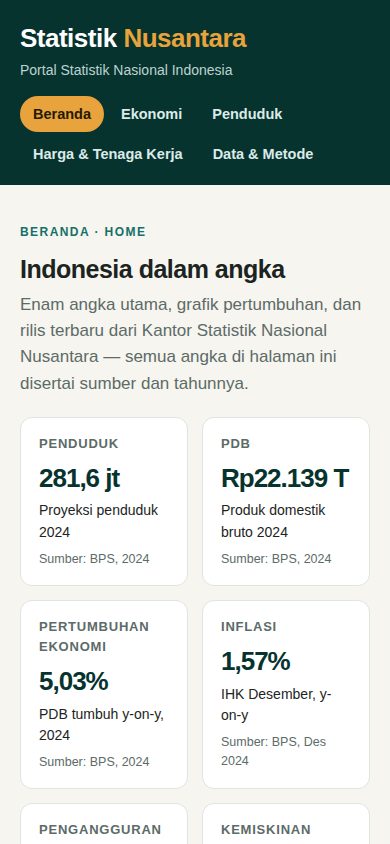 Statistik Nusantara
Portal Statistik Nasional Indonesia
Beranda Ekonomi Penduduk
Harga & Tenaga Kerja Data & Metode
BERANDA · HOME
Indonesia dalam angka
Enam angka utama, grafik pertumbuhan, dan
rilis terbaru dari Kantor Statistik Nasional
Nusantara — semua angka di halaman ini
disertai sumber dan tahunnya.
PENDUDUK
281,6 jt
Proyeksi penduduk
2024
Sumber: BPS, 2024
PDB
Rp22.139 T
Produk domestik
bruto 2024
Sumber: BPS, 2024
PERTUMBUHAN
EKONOMI
5,03%
PDB tumbuh y-on-y,
2024
Sumber: BPS, 2024
INFLASI
1,57%
IHK Desember, y-
on-y
Sumber: BPS, Des
2024
PENGANGGURAN
KEMISKINAN